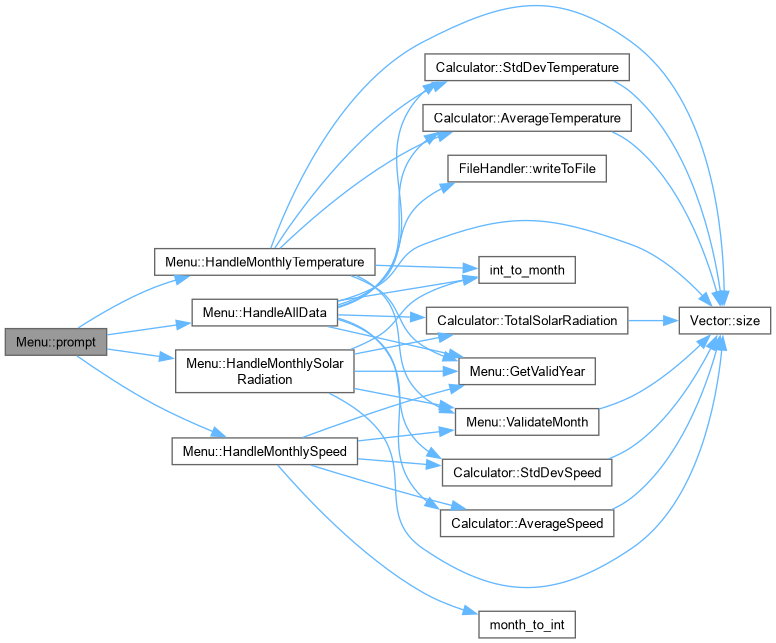 Menu::prompt
Menu::HandleMonthlyTemperature
Menu::HandleAllData
Menu::HandleMonthlySolar
Radiation
Menu::HandleMonthlySpeed
Calculator::StdDevTemperature
Calculator::AverageTemperature
FileHandler::writeToFile
int_to_month
Calculator::TotalSolarRadiation
Menu::GetValidYear
Menu::ValidateMonth
Calculator::StdDevSpeed
Calculator::AverageSpeed
month_to_int
Vector::size